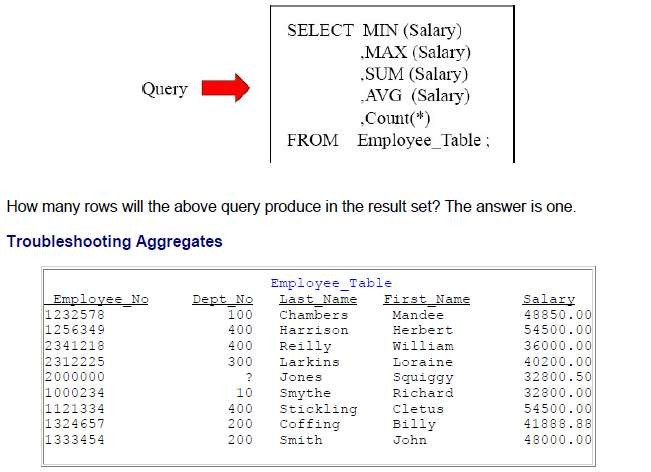 SELECT MIN (Salary)
,MAX (Salary)
,SUM (Salary)
Query
,AVG (Salary)
,Count(*)
FROM Employee_Table ;
How many rows will the above query produce in the result set? The answer is one.
Troubleshooting Aggregates
Employee_Table
Employee_No Dept_No Last_Name First_Name Salary
1232578 100 Chambers Mandee 48850.00
1256349 400 Harrison Herbert 54500.00
2341218 400 Reilly William 36000.00
2312225 300 Larkins Loraine 40200.00
2000000 ? Jones Squiggy 32800.50
1000234 10 Smythe Richard 32800.00
1121334 400 Stickling Cletus 54500.00
1324657 200 Coffing Billy 41888.88
1333454 200 Smith John 48000.00